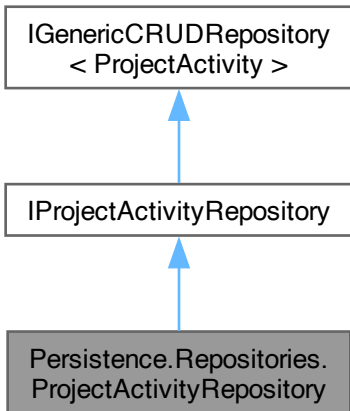 IGenericCRUDRepository
< ProjectActivity >
IProjectActivityRepository
Persistence.Repositories.
ProjectActivityRepository